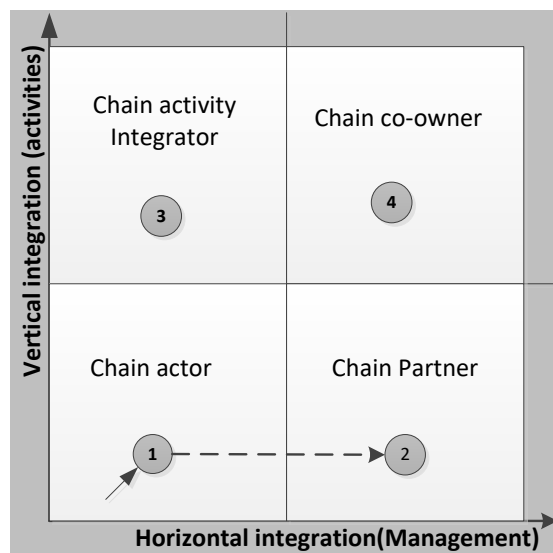 Vertical integration (activities)
Chain activity
Integrator
Chain co-owner
3
4
Chain actor
Chain Partner
1
2
Horizontal integration(Management)